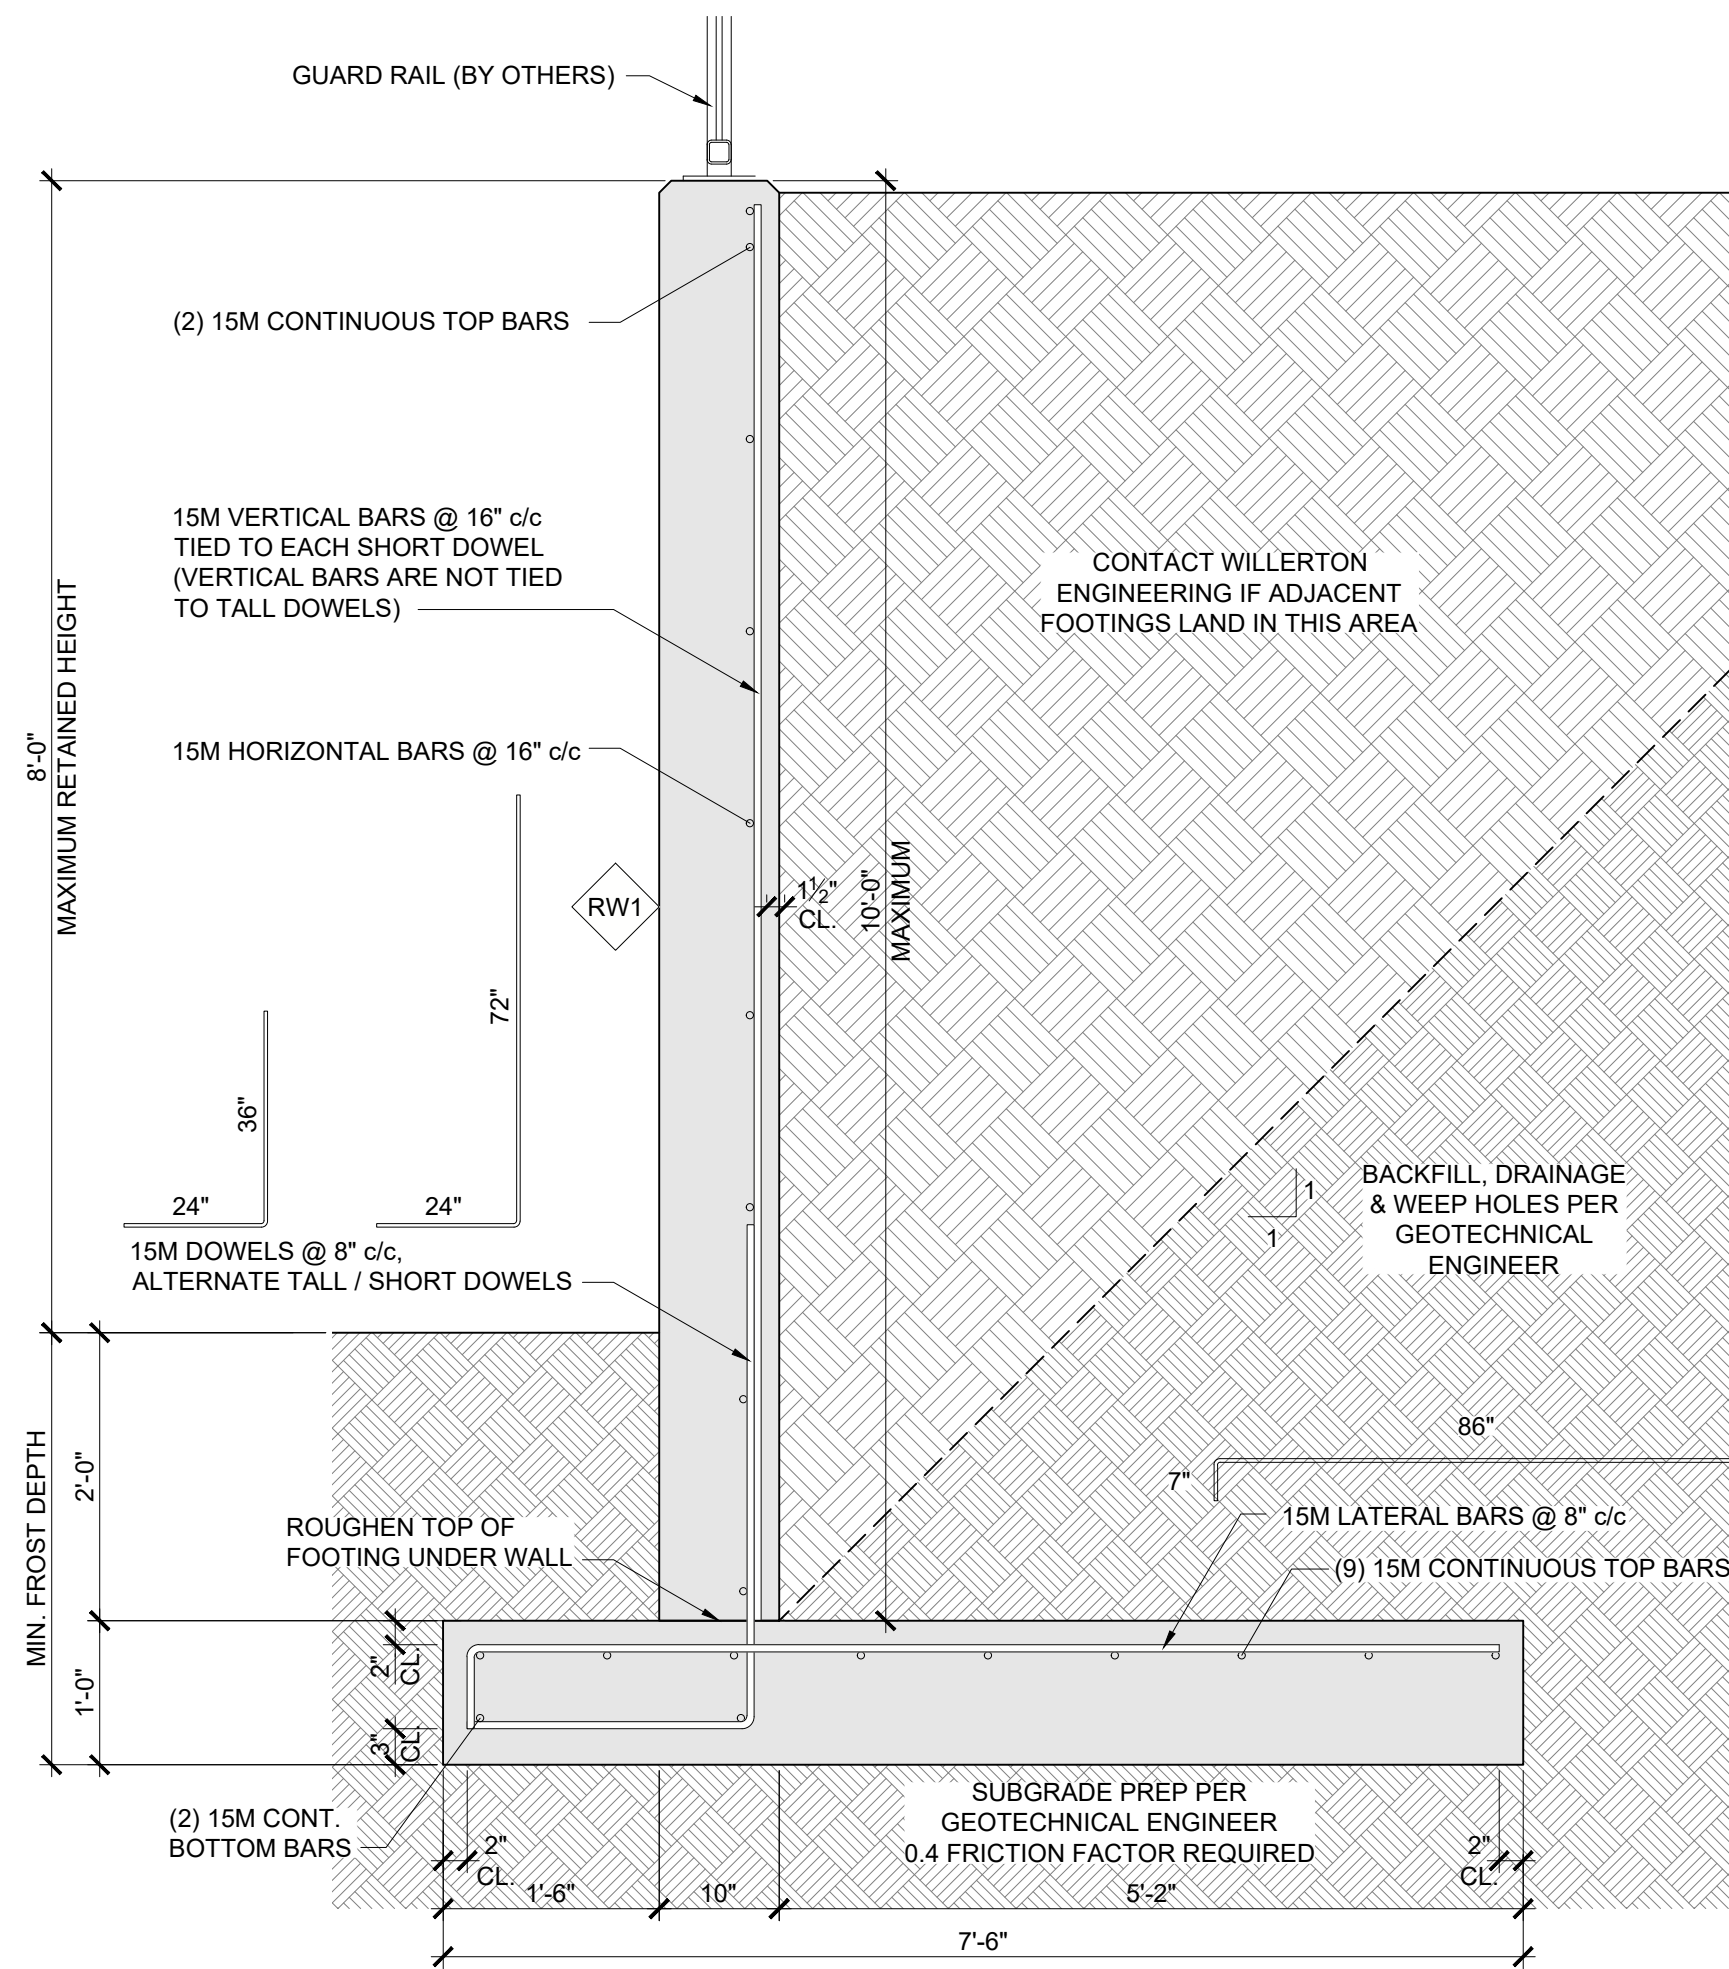 GUARD RAIL (BY OTHERS)
(2) 15M CONTINUOUS TOP BARS
15M VERTICAL BARS @ 16" c/c
TIED TO EACH SHORT DOWEL
(VERTICAL BARS ARE NOT TIED
TO TALL DOWELS)
CONTACT WILLERTON
ENGINEERING IF ADJACENT
FOOTINGS LAND IN THIS AREA
8'-0"
MAXIMUM RETAINED HEIGHT
15M HORIZONTAL BARS @ 16" c/c
RW1
1½"
CL.
10'-0"
MAXIMUM
36"
24"
72"
24"
15M DOWELS @ 8" c/c,
ALTERNATE TALL / SHORT DOWELS
1
1
BACKFILL, DRAINAGE
& WEEP HOLES PER
GEOTECHNICAL
ENGINEER
MIN. FROST DEPTH
2'-0"
1'-0"
86"
7"
15M LATERAL BARS @ 8" c/c
(9) 15M CONTINUOUS TOP BARS
ROUGHEN TOP OF
FOOTING UNDER WALL
2"
CL.
3"
CL.
(2) 15M CONT.
BOTTOM BARS
SUBGRADE PREP PER
GEOTECHNICAL ENGINEER
0.4 FRICTION FACTOR REQUIRED
2"
CL.
2"
CL.
1'-6"
10"
5'-2"
7'-6"